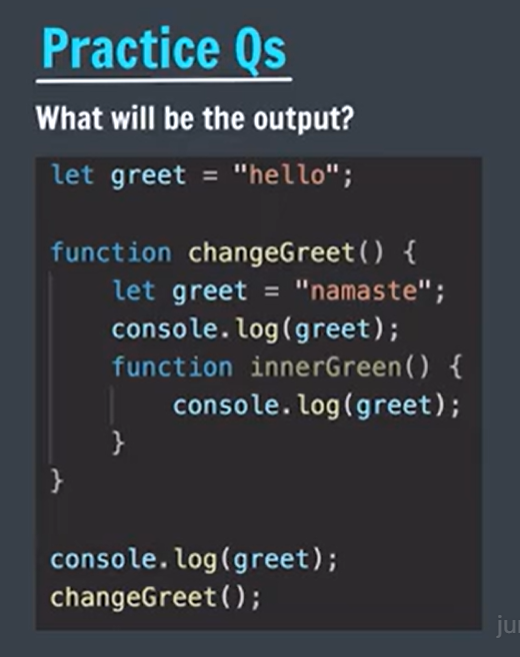 Practice Qs
What will be the output?
let greet = "hello";
function changeGreet() {
let greet = "namaste";
console.log(greet);
function innerGreen() {
console.log(greet);
}
}
console.log(greet);
changeGreet();